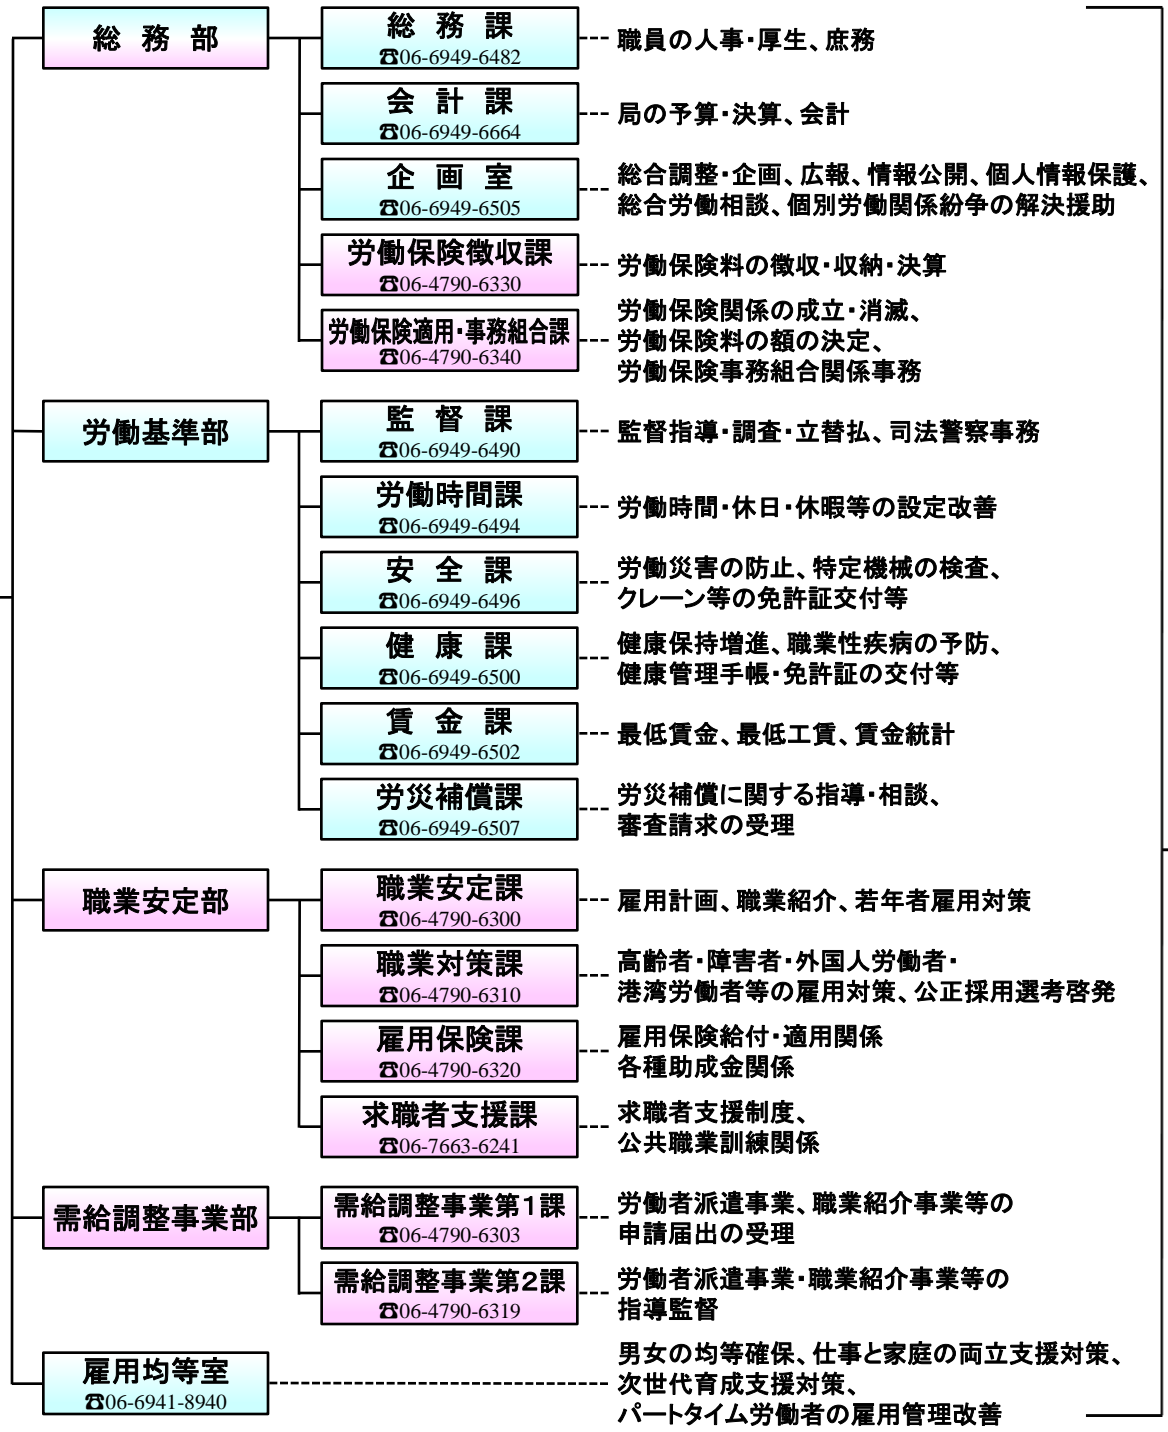 総務部
総務課
☎06-6949-6482
職員の人事・厚生、庶務
会計課
☎06-6949-6664
局の予算・決算、会計
企画室
☎06-6949-6505
総合調整・企画、広報、情報公開、個人情報保護、
総合労働相談、個別労働関係紛争の解決援助
労働保険徴収課
☎06-4790-6330
労働保険料の徴収・収納・決算
労働保険適用・事務組合課
☎06-4790-6340
労働保険関係の成立・消滅、
労働保険料の額の決定、
労働保険事務組合関係事務
労働基準部
監督課
☎06-6949-6490
監督指導・調査・立替払、司法警察事務
労働時間課
☎06-6949-6494
労働時間・休日・休暇等の設定改善
安全課
☎06-6949-6496
労働災害の防止、特定機械の検査、
クレーン等の免許証交付等
健康課
☎06-6949-6500
健康保持増進、職業性疾病の予防、
健康管理手帳・免許証の交付等
賃金課
☎06-6949-6502
最低賃金、最低工賃、賃金統計
労災補償課
☎06-6949-6507
労災補償に関する指導・相談、
審査請求の受理
職業安定部
職業安定課
☎06-4790-6300
雇用計画、職業紹介、若年者雇用対策
職業対策課
☎06-4790-6310
高齢者・障害者・外国人労働者・
港湾労働者等の雇用対策、公正採用選考啓発
雇用保険課
☎06-4790-6320
雇用保険給付・適用関係
各種助成金関係
求職者支援課
☎06-7663-6241
求職者支援制度、
公共職業訓練関係
需給調整事業部
需給調整事業第１課
☎06-4790-6303
労働者派遣事業、職業紹介事業等の
申請届出の受理
需給調整事業第２課
☎06-4790-6319
労働者派遣事業・職業紹介事業等の
指導監督
雇用均等室
☎06-6941-8940
男女の均等確保、仕事と家庭の両立支援対策、
次世代育成支援対策、
パートタイム労働者の雇用管理改善